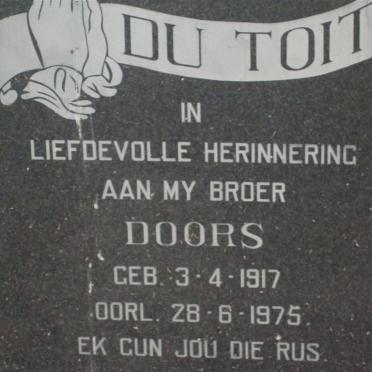 DU TOIT
IN
LIEFDEVOLLE HERINNERING
AAN MY BROER
DOORS
GEB. 3-4-1917
OORL. 28-6-1975.
EK GUN JOU DIE RUS.